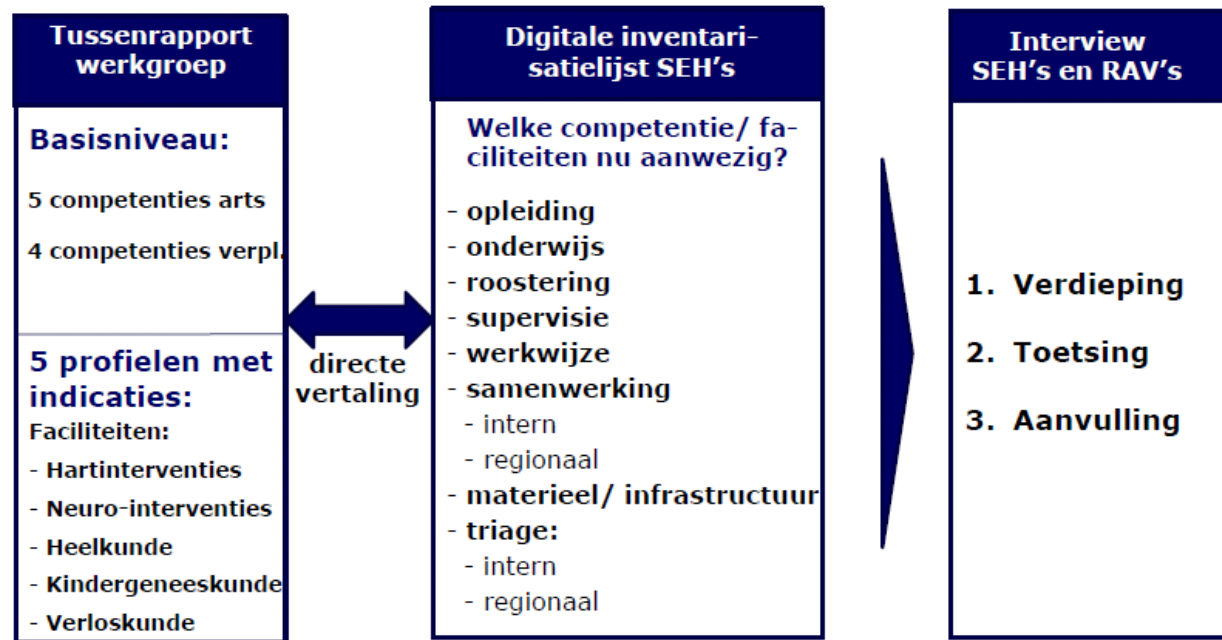 Tussenrapport
werkgroep
Basisniveau:
5 competenties arts
4 competenties verpl.
5 profielen met
indicaties:
Faciliteiten:
- Hartinterventies
- Neuro-interventies
- Heelkunde
- Kindergeneeskunde
- Verloskunde
directe
vertaling
Digitale inventari-
satielijst SEH's
Welke competentie/ fa-
ciliteiten nu aanwezig?
- opleiding
- onderwijs
- roostering
- supervisie
- werkwijze
- samenwerking
- intern
- regionaal
- materieel/ infrastructuur
- triage:
- intern
- regionaal
Interview
SEH's en RAV's
1. Verdieping
2. Toetsing
3. Aanvulling